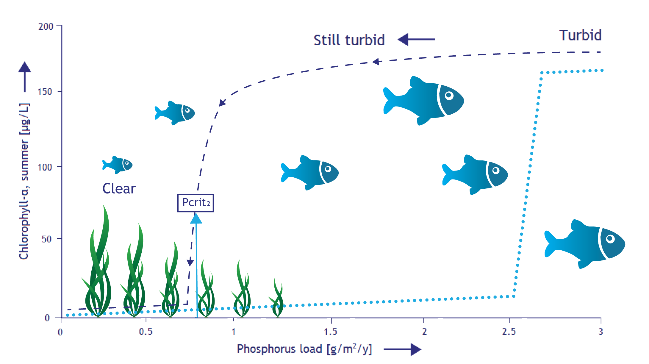 200
Still turbid
Turbid
Chlorophyll-α, summer [µg/L]
150
100
Clear
Pcrit₂
50
0
0 0.5 1 1.5 2 2.5 3
Phosphorus load [g/m²/y]